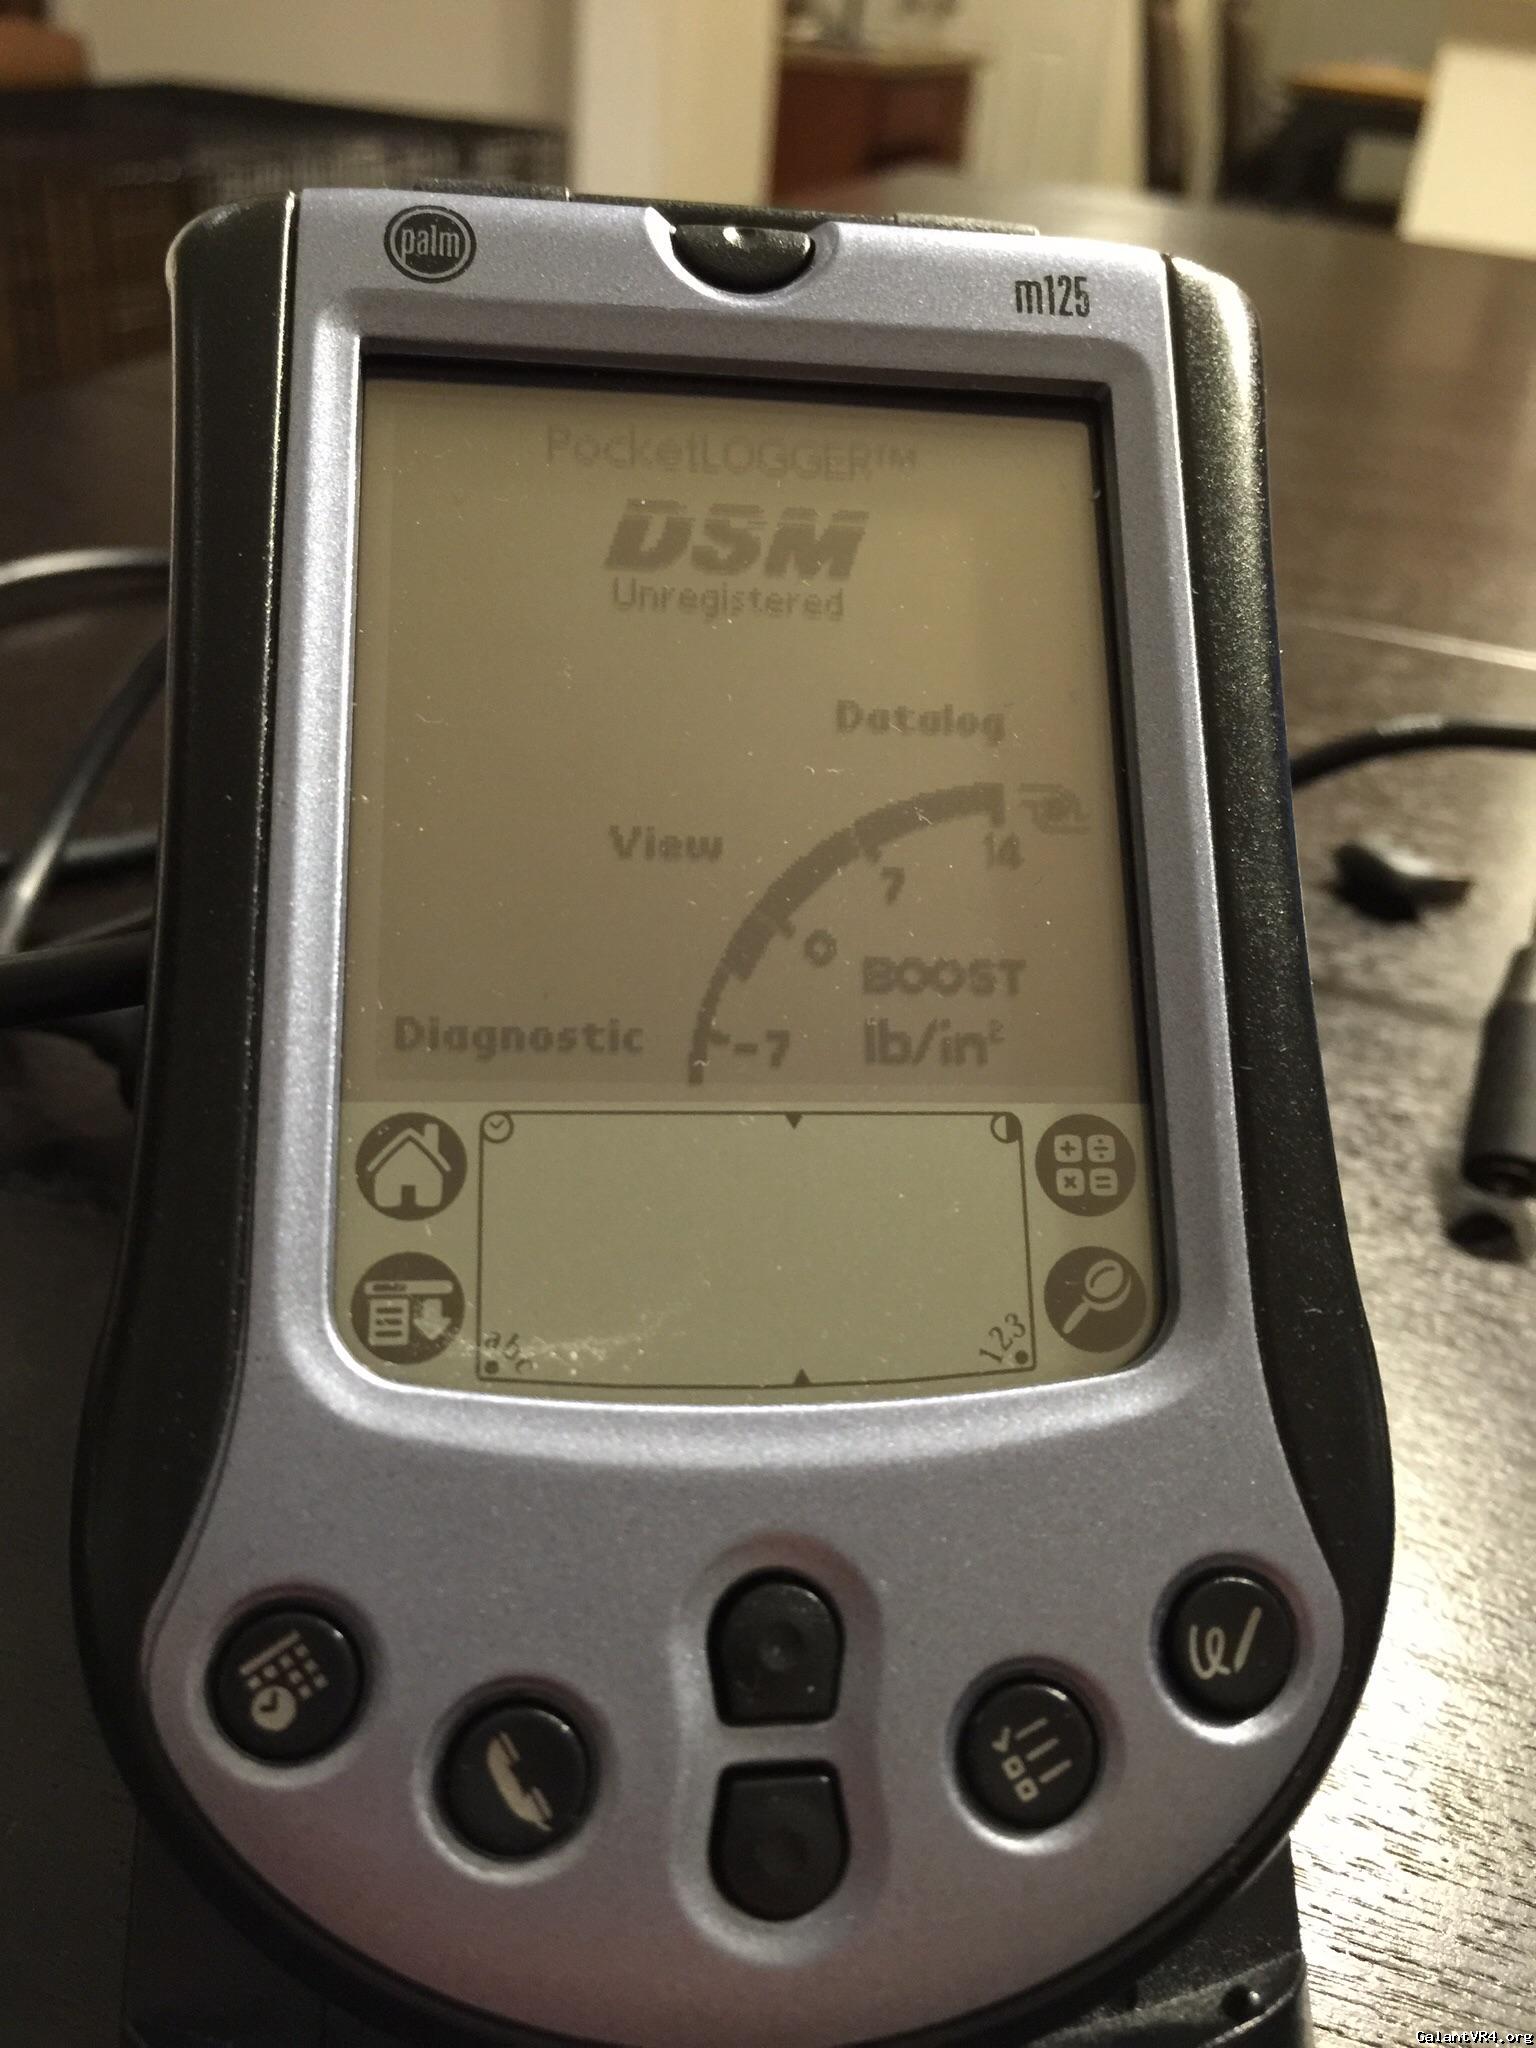 palm
m125
PocketLOGGER™
DSM
Unregistered
Datalog
View
14
7
0
BOOST
Diagnostic
-7
lb/in²
abc
123
GalantVR4.org